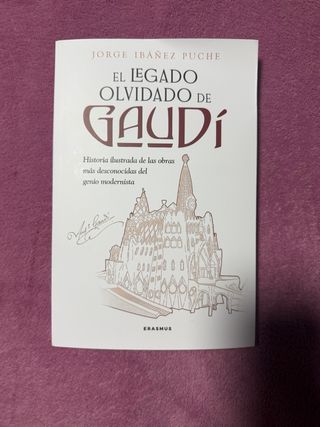 JORGE IBÁÑEZ PUCHE
EL LEGADO
OLVIDADO DE
GAUDÍ
Historia ilustrada de las obras
más desconocidas del
genio modernista
ERASMUS